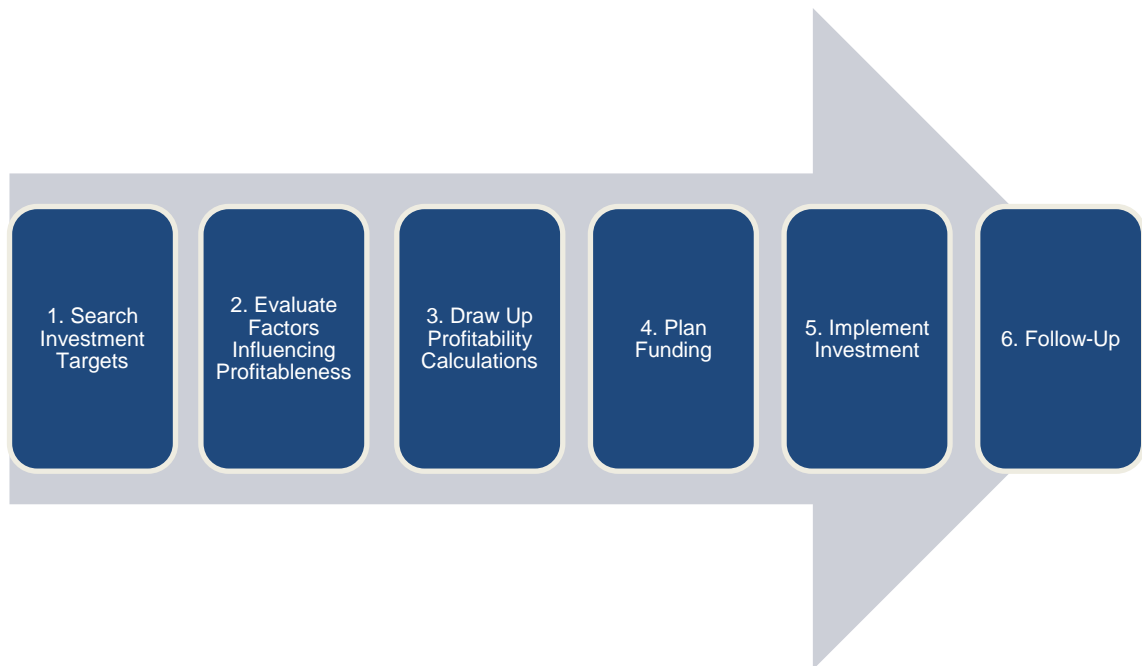 1. Search
Investment
Targets
2. Evaluate
Factors
Influencing
Profitableness
3. Draw Up
Profitability
Calculations
4. Plan
Funding
5. Implement
Investment
6. Follow-Up